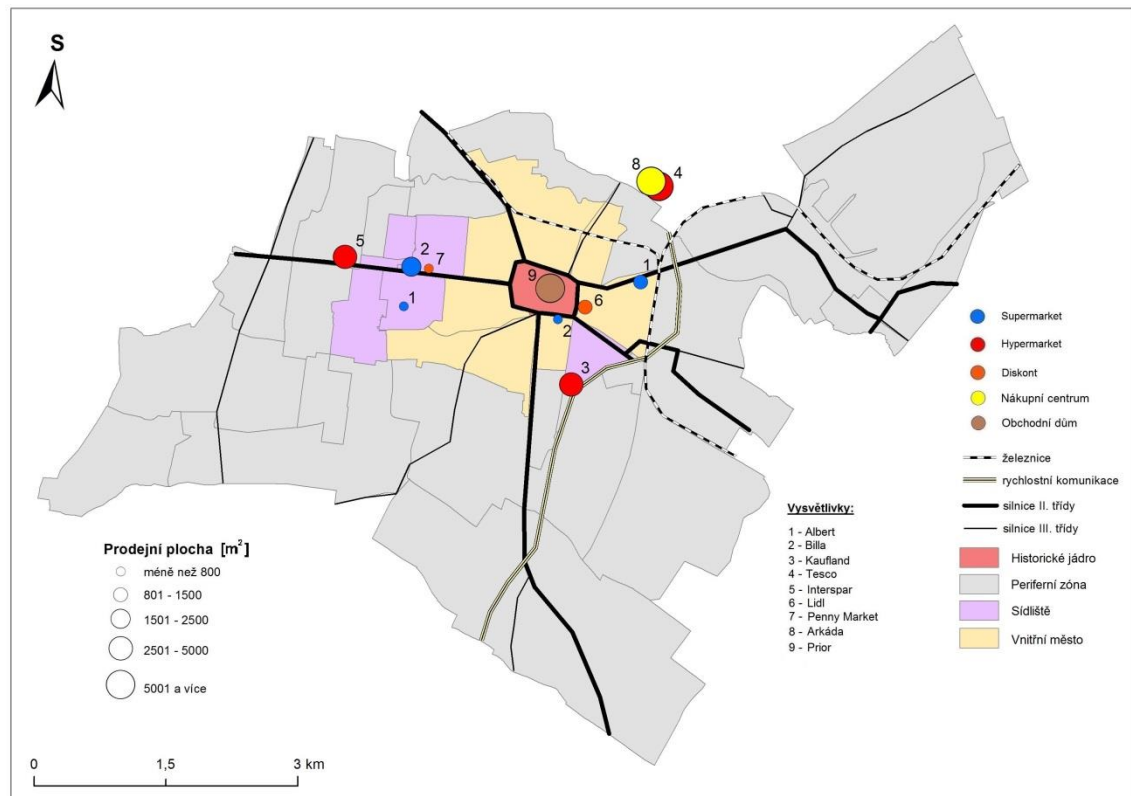 S
8
4
5
2
7
1
1
9
6
2
3
Supermarket
Hypermarket
Diskont
Nákupní centrum
Obchodní dům
železnice
rychlostní komunikace
silnice II. třídy
silnice III. třídy
Historické jádro
Periferní zóna
Sídliště
Vnitřní město
Vysvětlivky:
1 - Albert
2 - Billa
3 - Kaufland
4 - Tesco
5 - Interspar
6 - Lidl
7 - Penny Market
8 - Arkáda
9 - Prior
Prodejní plocha [m²]
méně než 800
801 - 1500
1501 - 2500
2501 - 5000
5001 a více
0 1,5 3 km